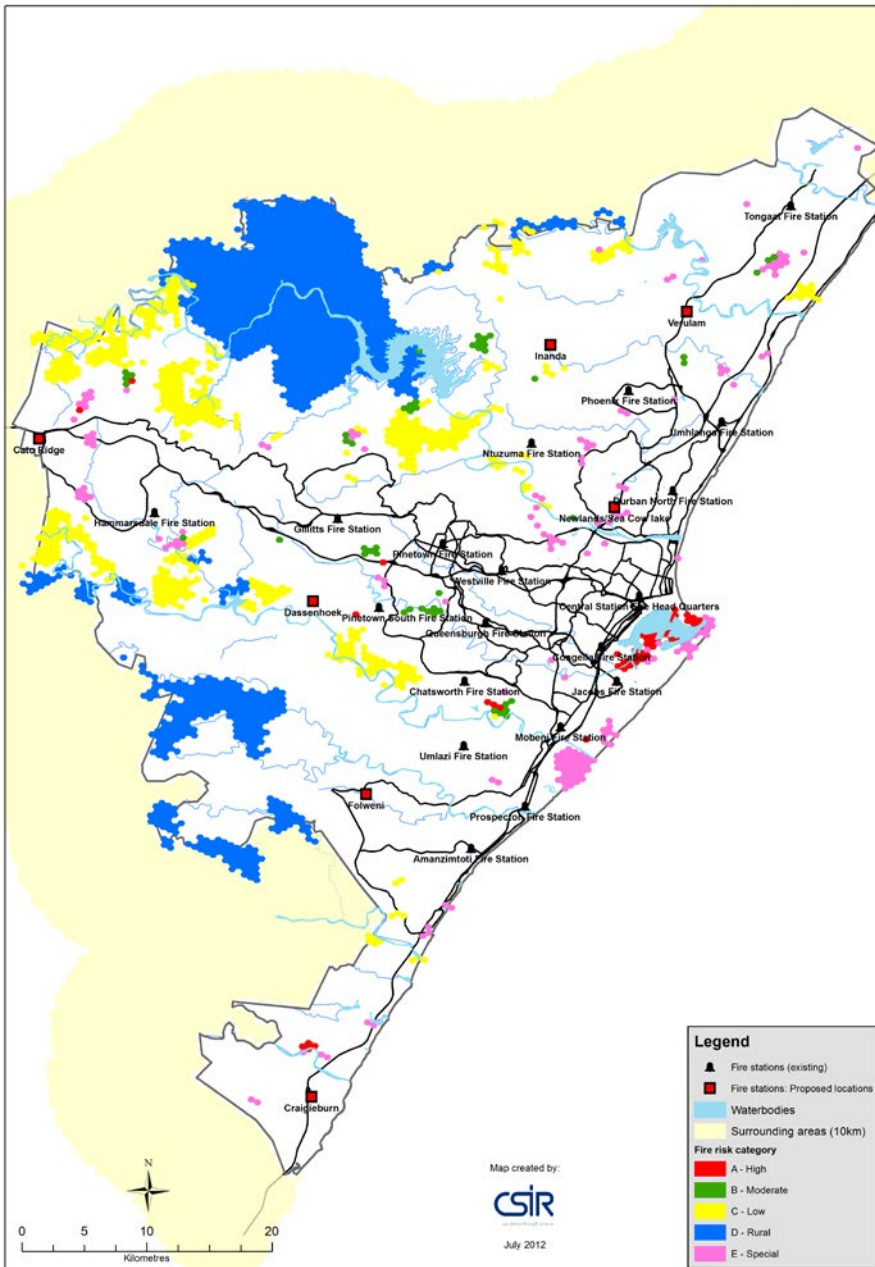 Tongaat Fire Station
Verulam
Inanda
Phoenix Fire Station
Umhlanga Fire Station
Cato Ridge
Ntuzuma Fire Station
Durban North Fire Station
Newlands/Sea Cow lake
Hammarsdale Fire Station
Gillitts Fire Station
Pinetown Fire Station
Westville Fire Station
Dassenhoek
Central Station Fire Head Quarters
Pinetown South Fire Station
Queensburgh Fire Station
Congella Fire Station
Chatsworth Fire Station
Jacobs Fire Station
Mobeni Fire Station
Umlazi Fire Station
Folweni
Prospecton Fire Station
Amanzimtoti Fire Station
Craigieburn
N
0 5 10 20
Kilometres
Map created by:
CSIR
July 2012
Legend
Fire stations (existing)
Fire stations: Proposed locations
Waterbodies
Surrounding areas (10km)
Fire risk category
A - High
B - Moderate
C - Low
D - Rural
E - Special